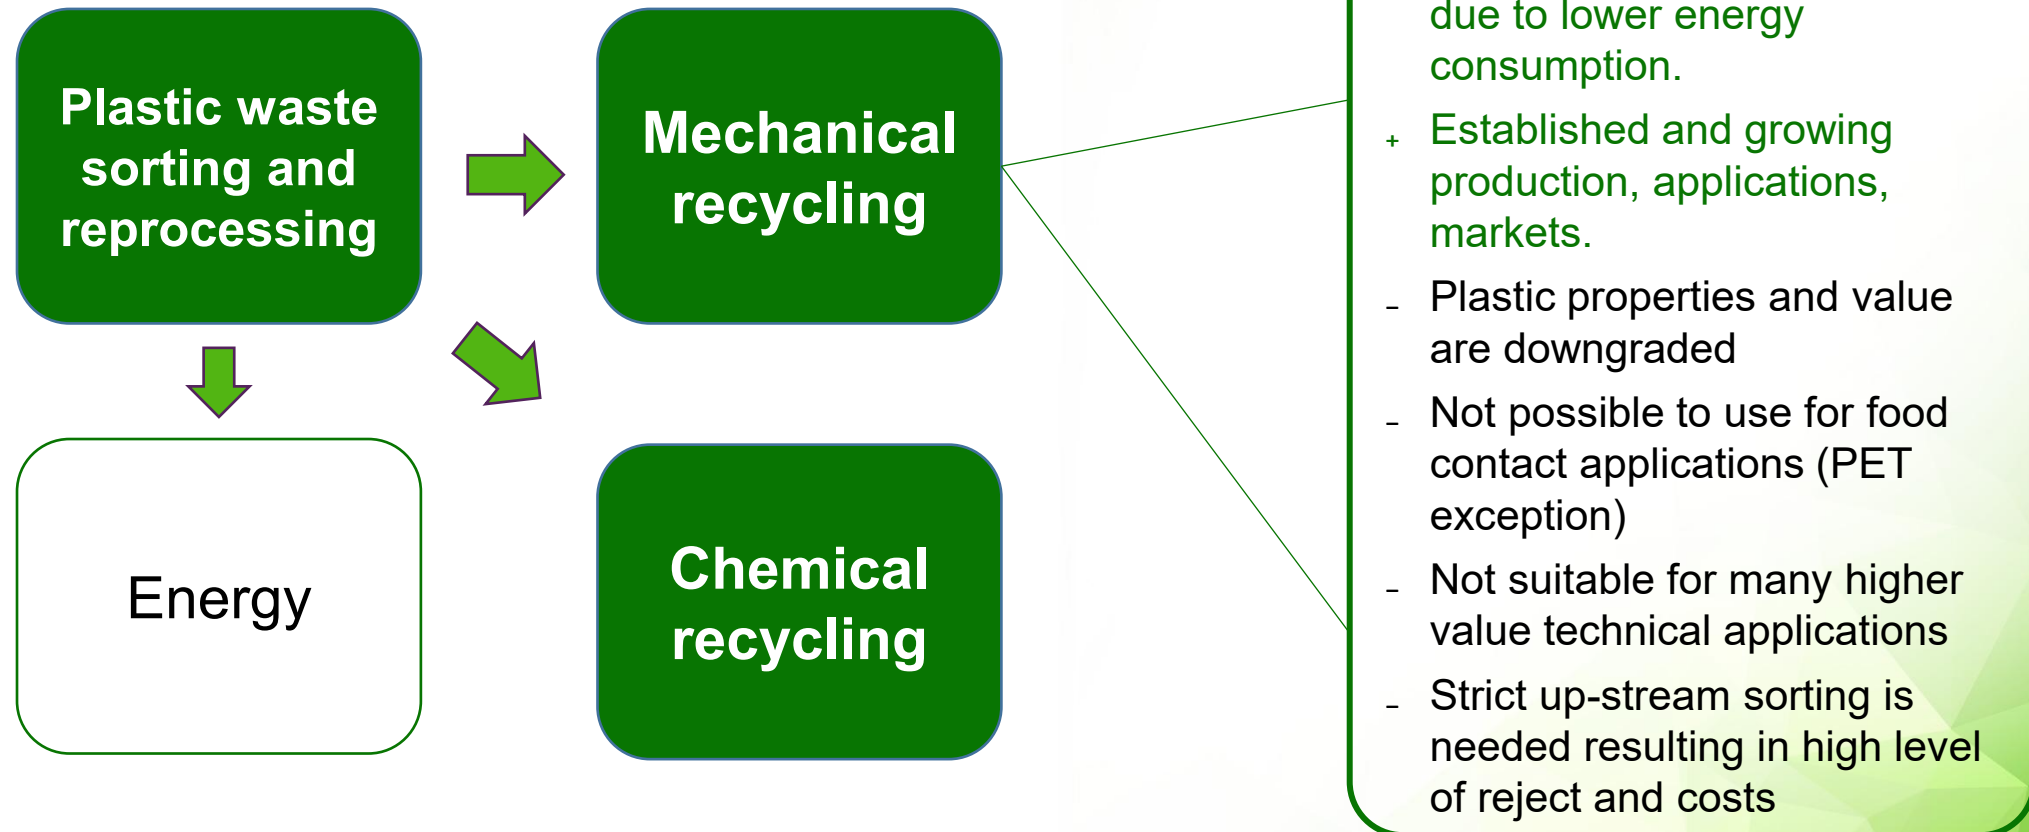 Plastic waste
sorting and
reprocessing
Mechanical
recycling
Energy
Chemical
recycling
due to lower energy
consumption.
+ Established and growing
production, applications,
markets.
- Plastic properties and value
are downgraded
- Not possible to use for food
contact applications (PET
exception)
- Not suitable for many higher
value technical applications
- Strict up-stream sorting is
needed resulting in high level
of reject and costs